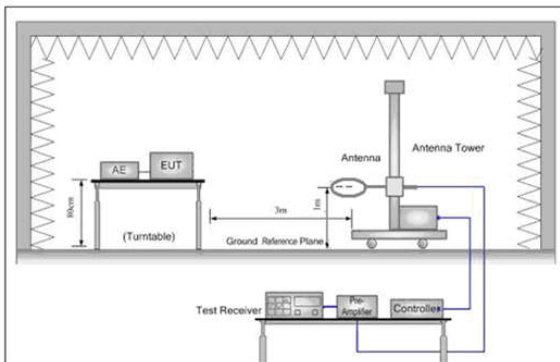 Antenna
Antenna Tower
AE
EUT
80cm
(Turntable)
3m
1m
Ground Reference Plane
Test Receiver
Pre-
Amplifier
Controller